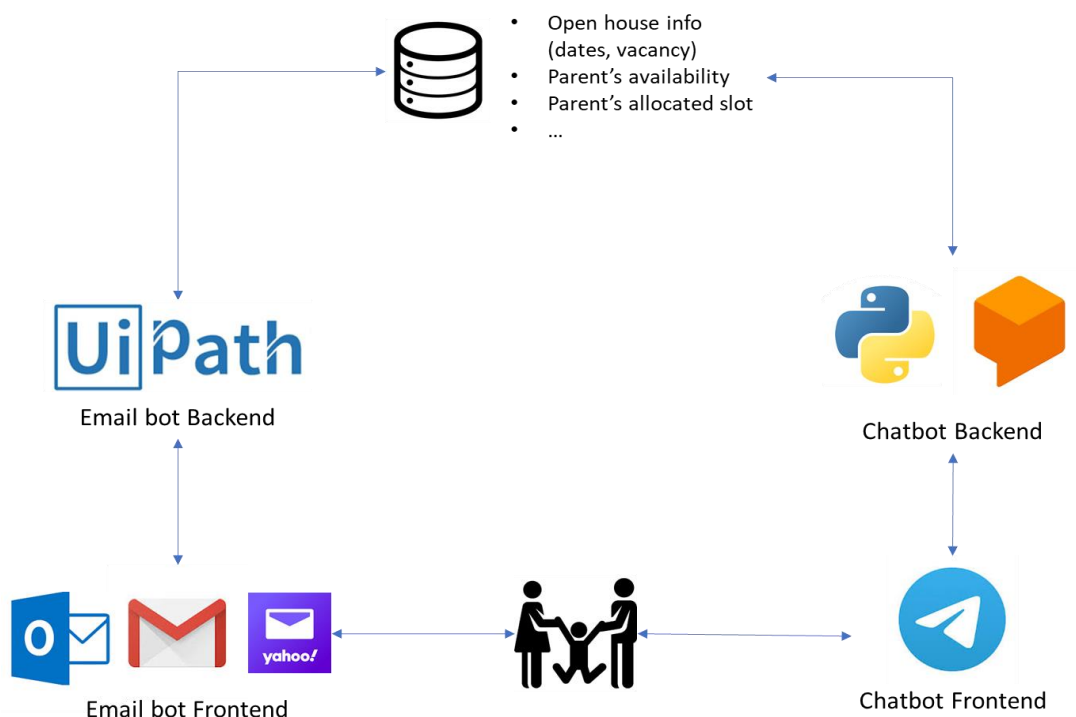 • Open house info
(dates, vacancy)
• Parent’s availability
• Parent’s allocated slot
• ...
UiPath
Email bot Backend
Chatbot Backend
O
yahoo!
Email bot Frontend
Chatbot Frontend